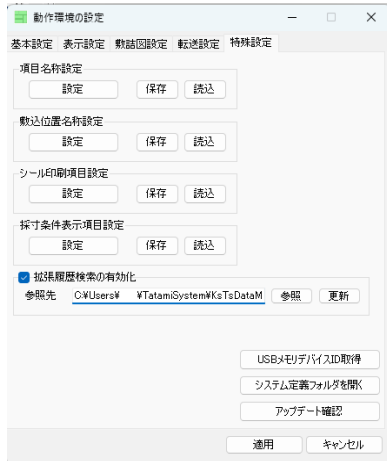 動作環境の設定
基本設定 表示設定 敷詰図設定 転送設定 特殊設定
項目名称設定
設定 保存 読込
敷込位置名称設定
設定 保存 読込
シール印刷項目設定
設定 保存 読込
採寸条件表示項目設定
設定 保存 読込
拡張履歴検索の有効化
参照先 C:¥Users¥ ¥TatamiSystem¥KsTsDataM 参照 更新
USBメモリデバイスID取得
システム定義フォルダを開く
アップデート確認
適用 キャンセル